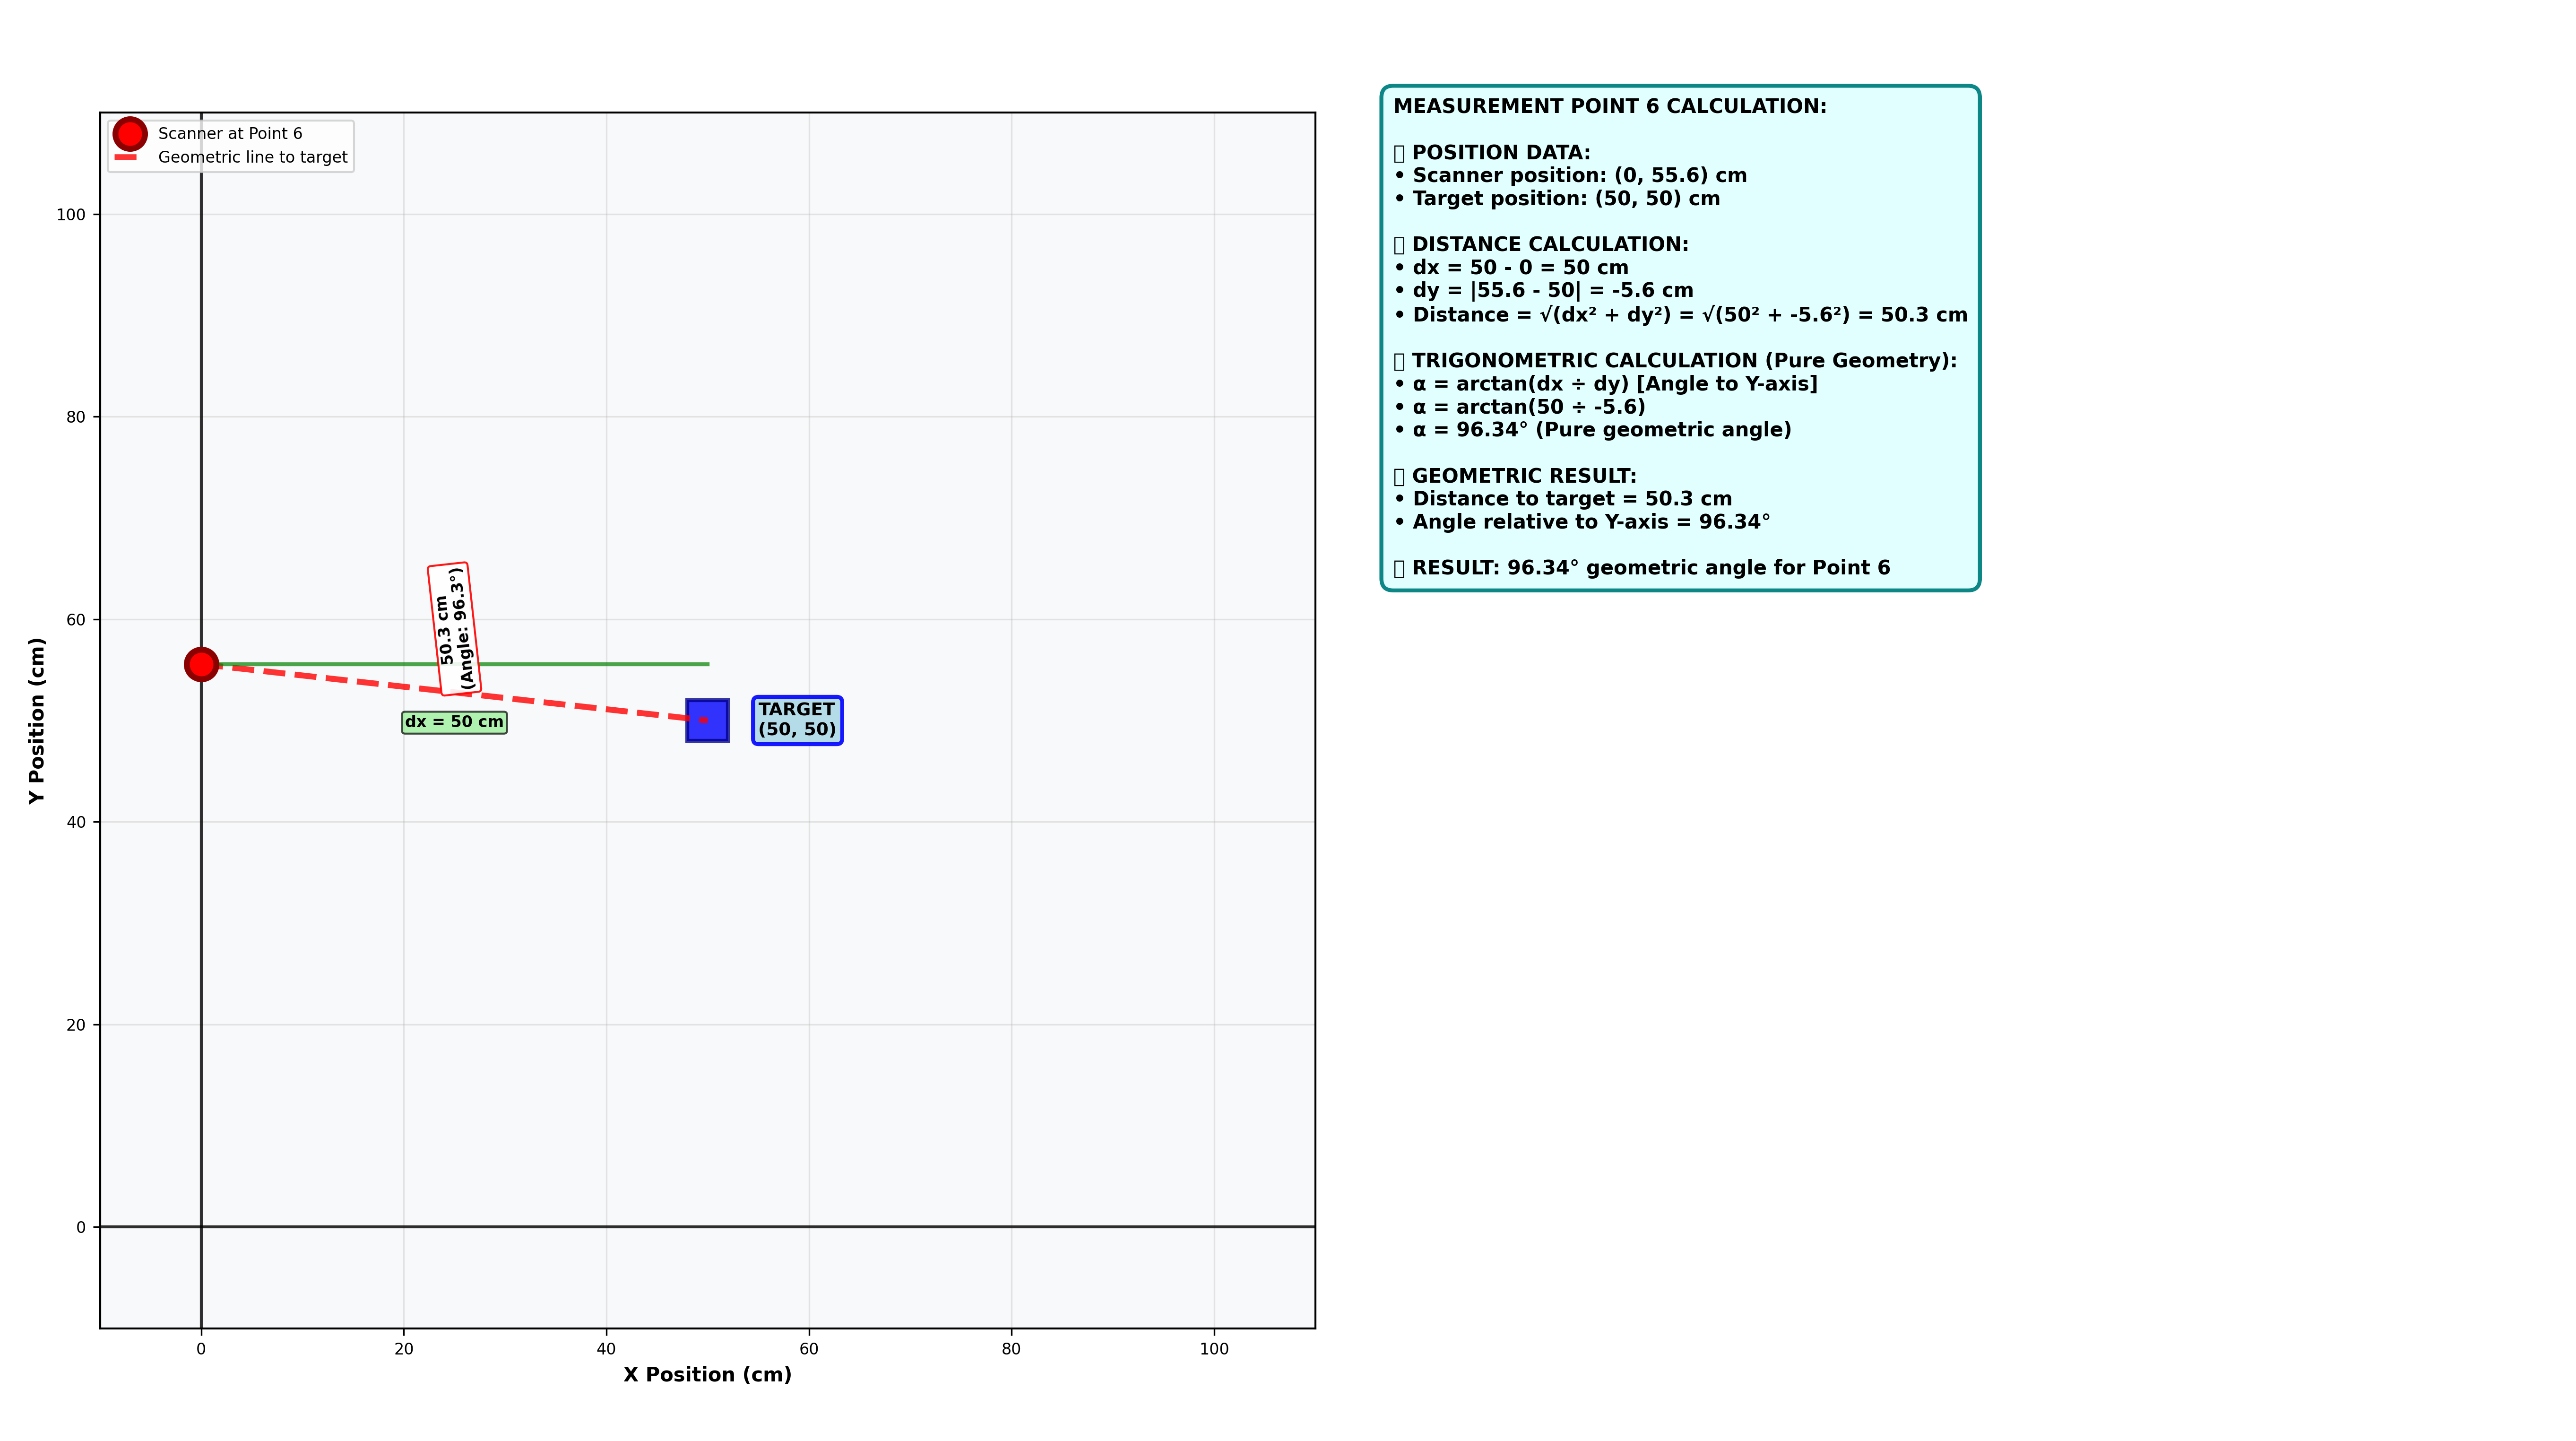 Scanner at Point 6
Geometric line to target
100
80
60
40
20
0
0
20
40
60
80
100
Y Position (cm)
X Position (cm)
50.3 cm
(Angle: 96.3°)
dx = 50 cm
TARGET
(50, 50)
MEASUREMENT POINT 6 CALCULATION:
POSITION DATA:
• Scanner position: (0, 55.6) cm
• Target position: (50, 50) cm
DISTANCE CALCULATION:
• dx = 50 - 0 = 50 cm
• dy = |55.6 - 50| = -5.6 cm
• Distance = √(dx² + dy²) = √(50² + -5.6²) = 50.3 cm
TRIGONOMETRIC CALCULATION (Pure Geometry):
• α = arctan(dx ÷ dy) [Angle to Y-axis]
• α = arctan(50 ÷ -5.6)
• α = 96.34° (Pure geometric angle)
GEOMETRIC RESULT:
• Distance to target = 50.3 cm
• Angle relative to Y-axis = 96.34°
RESULT: 96.34° geometric angle for Point 6